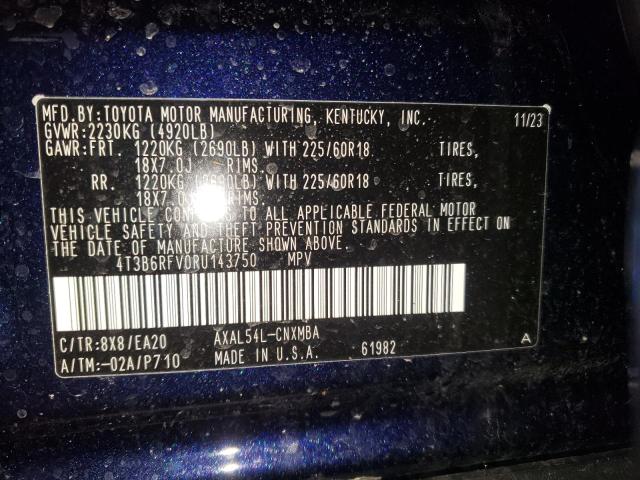 MFD.BY:TOYOTA MOTOR MANUFACTURING, KENTUCKY, INC. 11/23
GVWR:2230KG (4920LB)
GAWR:FRT. 1220KG (2690LB) WITH 225/60R18 TIRES,
18X7.0J RIMS.
RR. 1220KG (2690LB) WITH 225/60R18 TIRES,
18X7. RIMS.
THIS VEHICLE TO ALL APPLICABLE FEDERAL MOTOR
VEHICLE SAFETY AND THEFT PREVENTION STANDARDS IN EFFECT ON
THE DATE OF MANUFACTURE SHOWN ABOVE.
4T3B6RFV0RU143750 MPV
C/TR:8X8/EA20 AXAL54L-CNXMBA
A/TM:-02A/P710 MADE IN U.S.A. 61982 A